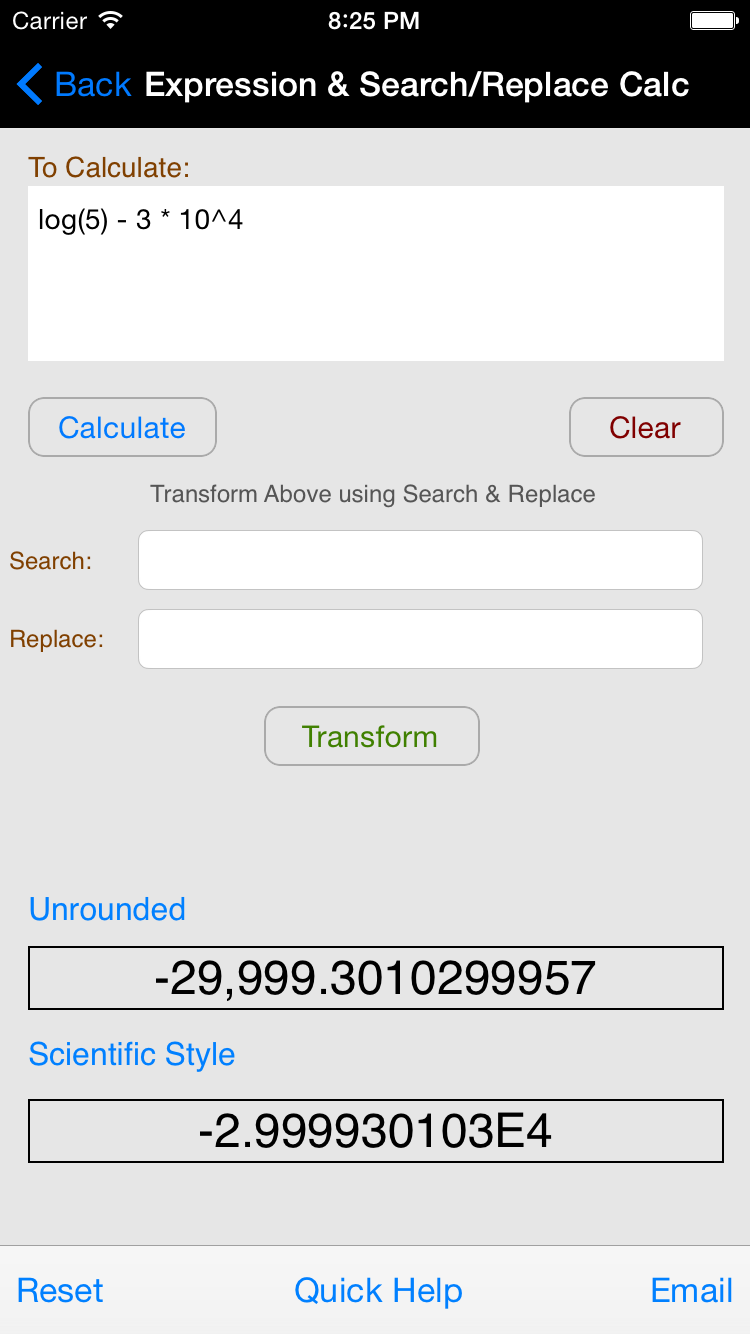 Carrier 8:25 PM
Back Expression & Search/Replace Calc
To Calculate:
log(5) - 3 * 10^4
Calculate Clear
Transform Above using Search & Replace
Search:
Replace:
Transform
Unrounded
-29,999.3010299957
Scientific Style
-2.999930103E4
Reset Quick Help Email